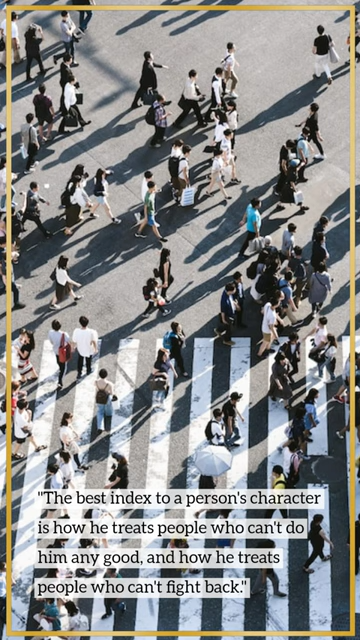 "The best index to a person's character
is how he treats people who can't do
him any good, and how he treats
people who can't fight back."